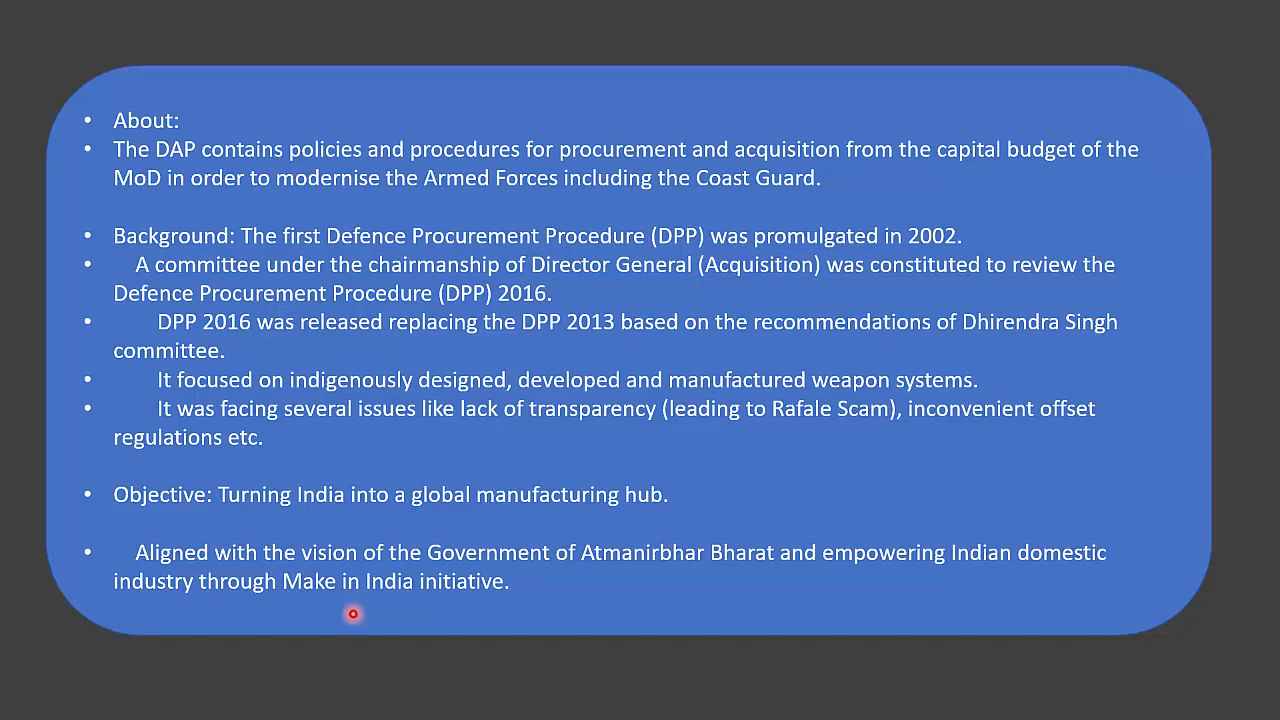 • About:
• The DAP contains policies and procedures for procurement and acquisition from the capital budget of the
MoD in order to modernise the Armed Forces including the Coast Guard.
• Background: The first Defence Procurement Procedure (DPP) was promulgated in 2002.
• A committee under the chairmanship of Director General (Acquisition) was constituted to review the
Defence Procurement Procedure (DPP) 2016.
• DPP 2016 was released replacing the DPP 2013 based on the recommendations of Dhirendra Singh
committee.
• It focused on indigenously designed, developed and manufactured weapon systems.
• It was facing several issues like lack of transparency (leading to Rafale Scam), inconvenient offset
regulations etc.
• Objective: Turning India into a global manufacturing hub.
• Aligned with the vision of the Government of Atmanirbhar Bharat and empowering Indian domestic
industry through Make in India initiative.